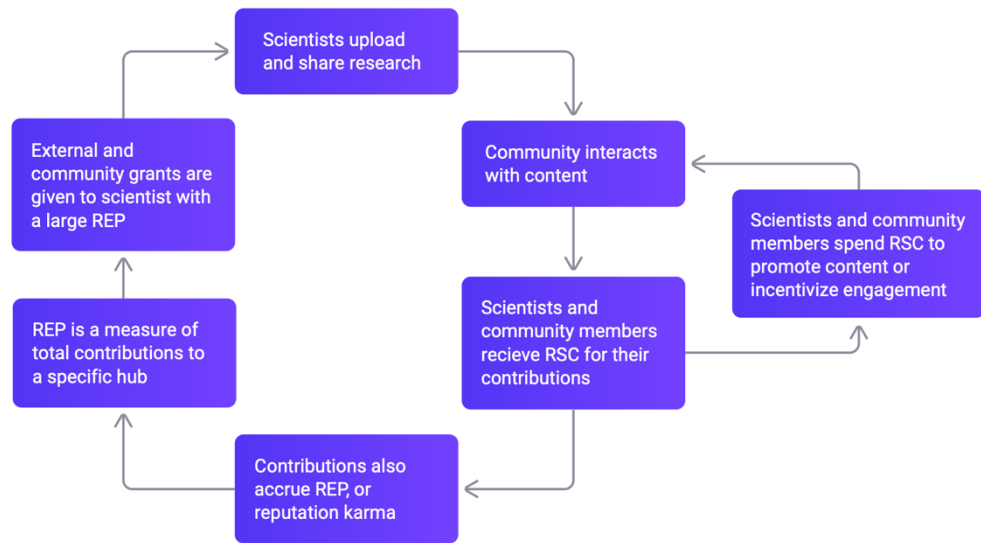 Scientists upload
and share research
Community interacts
with content
Scientists and
community members
recieve RSC for their
contributions
Scientists and community
members spend RSC to
promote content or
incentivize engagement
Contributions also
accrue REP, or
reputation karma
REP is a measure of
total contributions to
a specific hub
External and
community grants are
given to scientist with
a large REP